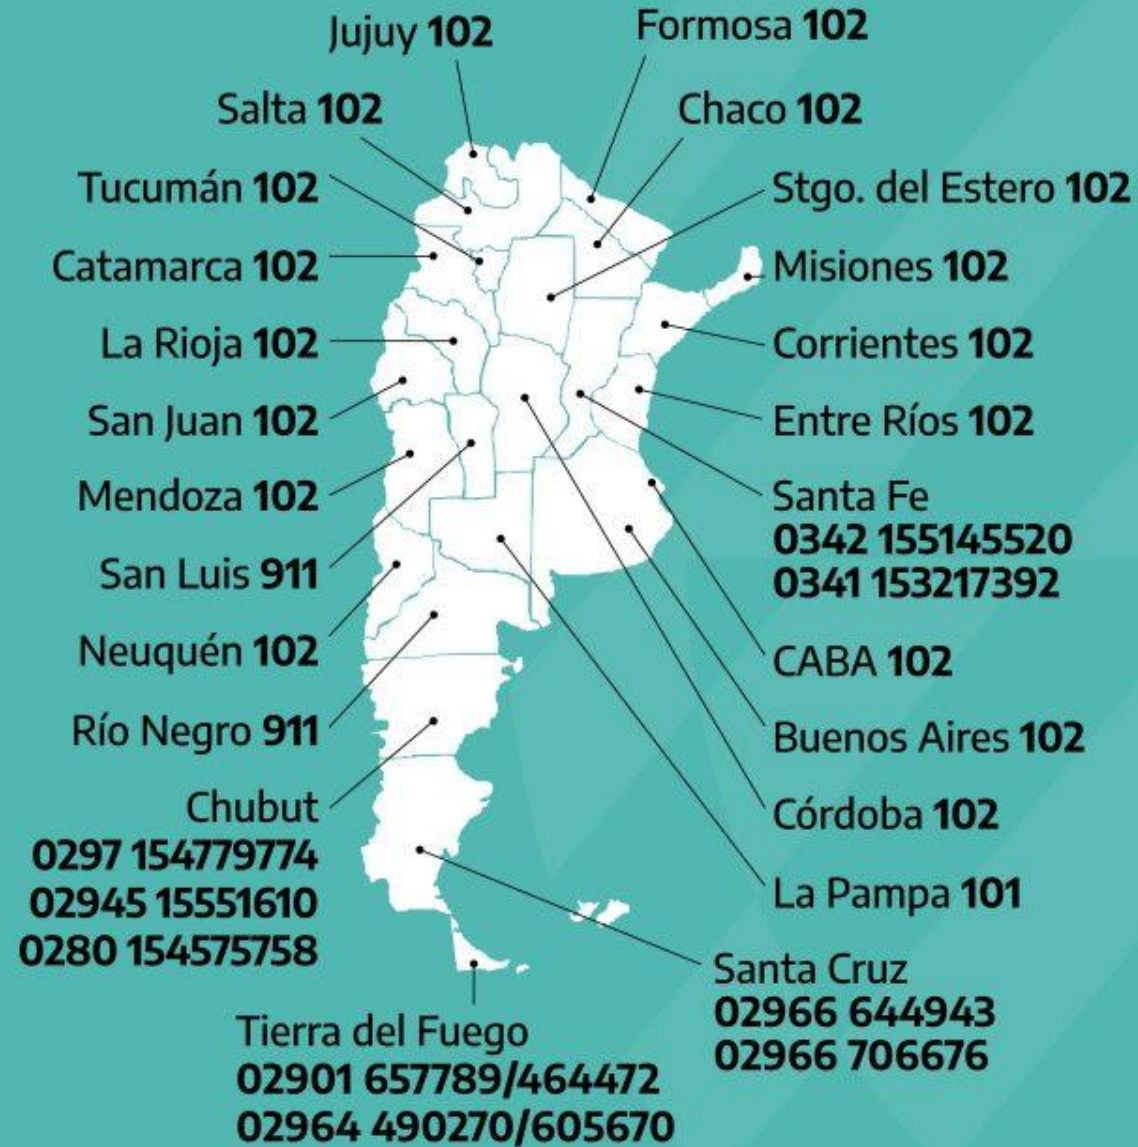 Jujuy 102
Formosa 102
Salta 102
Chaco 102
Tucumán 102
Stgo. del Estero 102
Catamarca 102
Misiones 102
La Rioja 102
Corrientes 102
San Juan 102
Entre Ríos 102
Mendoza 102
Santa Fe
0342 155145520
0341 153217392
San Luis 911
Neuquén 102
CABA 102
Río Negro 911
Buenos Aires 102
Chubut
0297 154779774
02945 15551610
0280 154575758
Córdoba 102
La Pampa 101
Santa Cruz
02966 644943
02966 706676
Tierra del Fuego
02901 657789/464472
02964 490270/605670